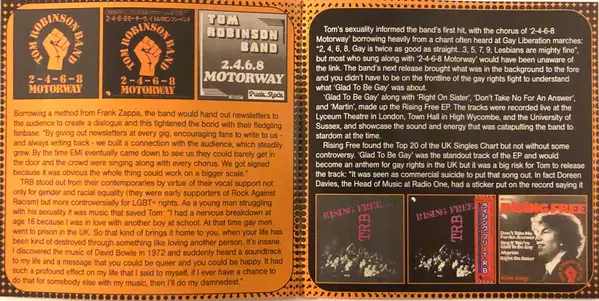 TOM ROBINSON BAND
2-4-6-8
MOTORWAY
TOM ROBINSON BAND
2-4-6-8
MOTORWAY
TOM
ROBINSON
BAND
2.4.6.8
MOTORWAY
Punk Rock
Borrowing a method from Frank Zappa, the band would hand out newsletters to
the audience to create a dialogue and this tightened the bond with their fledgling
fanbase: “By giving out newsletters at every gig, encouraging fans to write to us -
and always writing back - we built a connection with the audience, which steadily
grew. By the time EMI eventually came down to see us they could barely get in
the door and the crowd were singing along with every chorus. We got signed
because it was obvious the whole thing could work on a bigger scale.”
TRB stood out from their contemporaries by virtue of their vocal support not
only for gender and racial equality (they were early supporters of Rock Against
Racism) but more controversially for LGBT+ rights. As a young man struggling
with his sexuality it was music that saved Tom: “I had a nervous breakdown at
age 16 because I was in love with another boy at school. At that time gay men
went to prison in the UK. So that kind of brings it home to you, when your life has
been kind of destroyed through something like loving another person. It’s insane.
I discovered the music of David Bowie in 1972 and suddenly heard a soundtrack
to my life and a message that you could be queer and you could be happy. It had
such a profound effect on my life that I said to myself, if I ever have a chance to
do that for somebody else with my music, then I’ll do my damnedest.”
Tom’s sexuality informed the band’s first hit, with the chorus of ‘2-4-6-8
Motorway’ borrowing heavily from a chant often heard at Gay Liberation marches:
“2, 4, 6, 8, Gay is twice as good as straight...3, 5, 7, 9, Lesbians are mighty fine”,
but most who sung along with ‘2-4-6-8 Motorway’ would have been unaware of
the link. The band’s next release brought what was in the background to the fore
and you didn’t have to be on the frontline of the gay rights fight to understand
what ‘Glad To Be Gay’ was about.
‘Glad To Be Gay’ along with ‘Right On Sister’, ‘Don’t Take No For An Answer’,
and ‘Martin’, made up the Rising Free EP. The tracks were recorded live at the
Lyceum Theatre in London, Town Hall in High Wycombe, and the University of
Sussex, and showcase the sound and energy that was catapulting the band to
stardom at the time.
Rising Free found the Top 20 of the UK Singles Chart but not without some
controversy. ‘Glad To Be Gay’ was the standout track of the EP and would
become an anthem for gay rights in the UK but it was a big risk for Tom to release
the track: “It was seen as commercial suicide to put that song out. In fact Doreen
Davies, the Head of Music at Radio One, had a sticker put on the record saying it
RISING FREE....
TRB
RISING FREE....
TRB
RISING FREE
Don't Take No
For An Answer
Sing If You're
Glad To Be Gay
Martin
Right On Sister